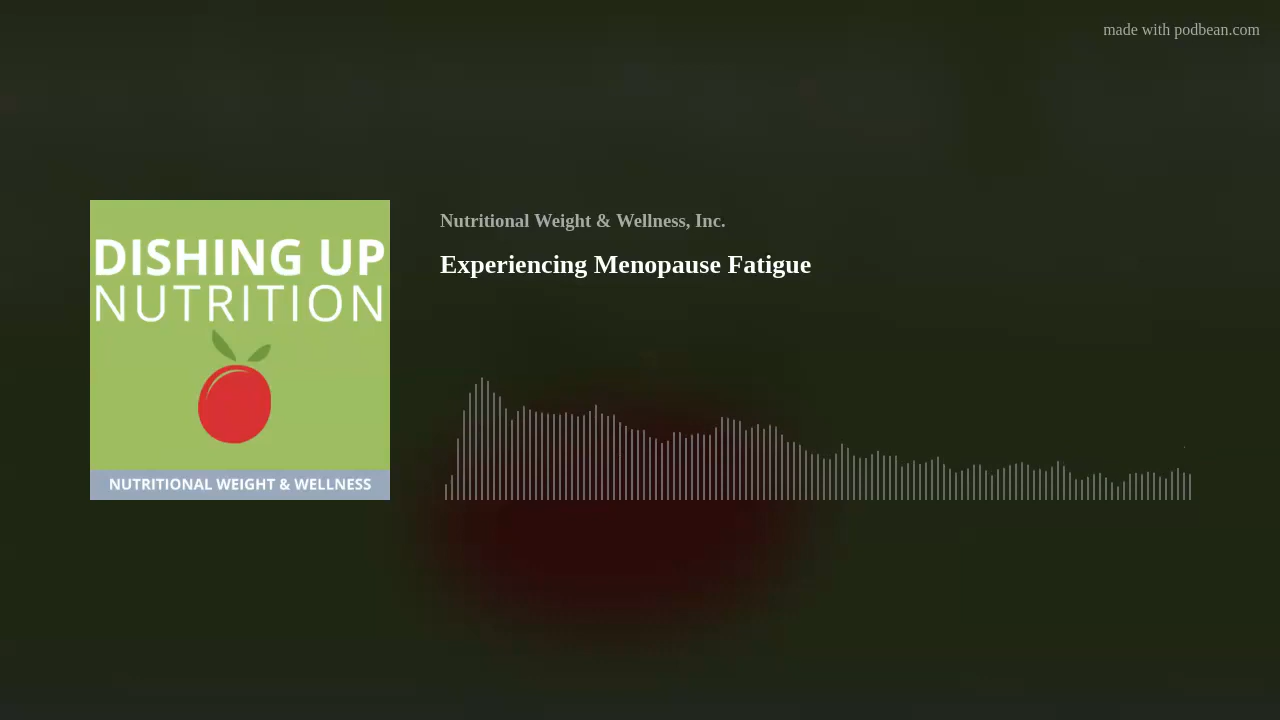 made with podbean.com
DISHING UP
NUTRITION
NUTRITIONAL WEIGHT & WELLNESS
Nutritional Weight & Wellness, Inc.
Experiencing Menopause Fatigue